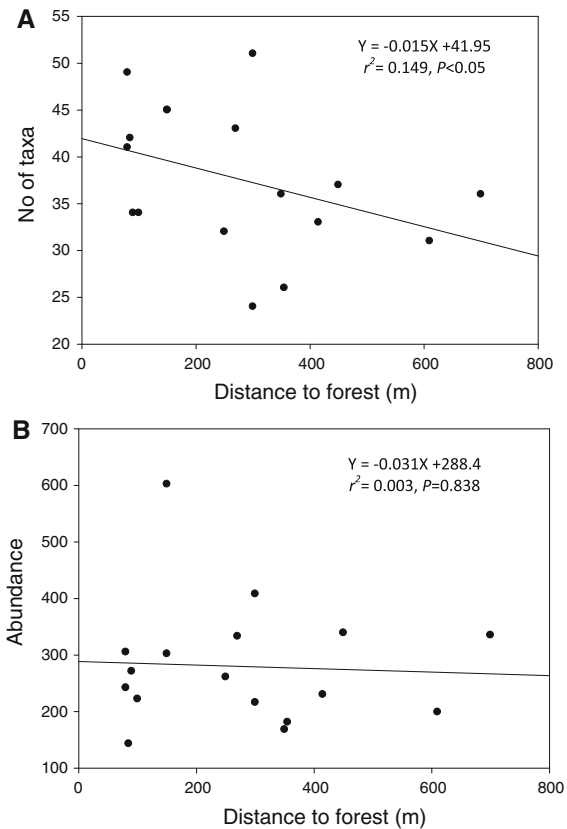 A
Y = -0.015X +41.95
r²= 0.149, P<0.05
No of taxa
55
50
45
40
35
30
25
20
0 200 400 600 800
Distance to forest (m)
B
Y = -0.031X +288.4
r²= 0.003, P=0.838
Abundance
700
600
500
400
300
200
100
0 200 400 600 800
Distance to forest (m)